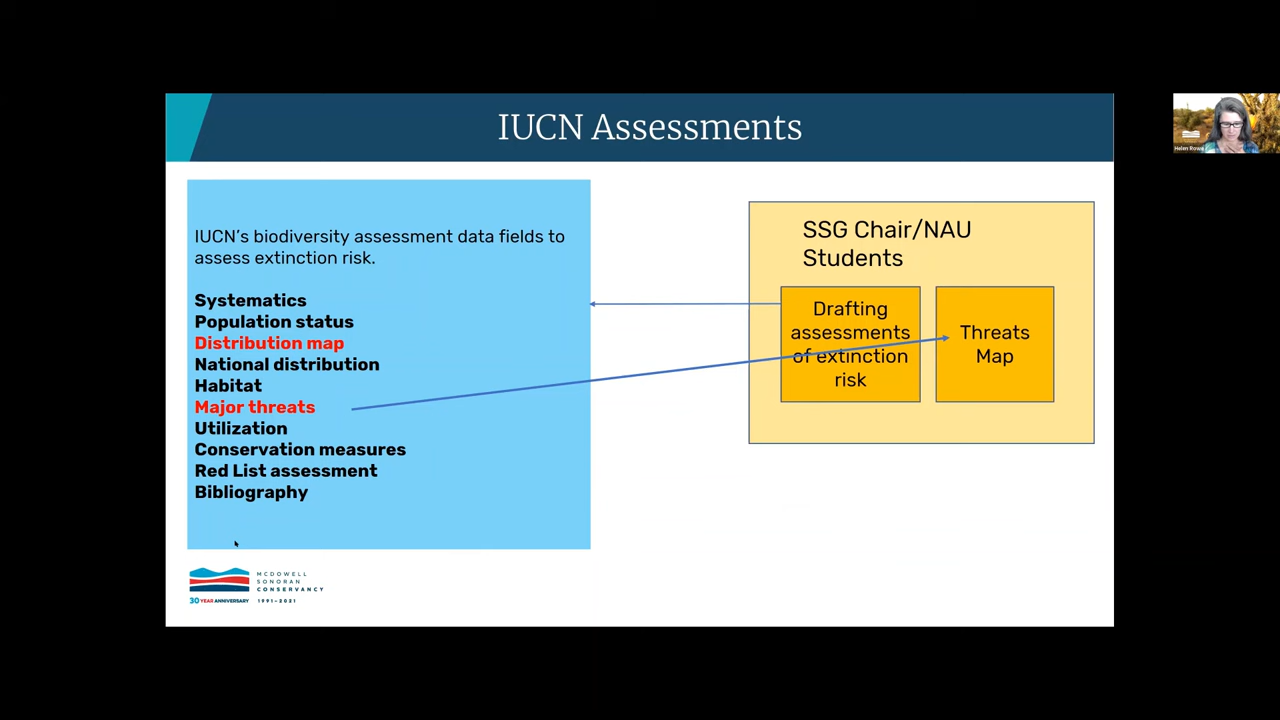 IUCN Assessments
IUCN's biodiversity assessment data fields to
assess extinction risk.
Systematics
Population status
Distribution map
National distribution
Habitat
Major threats
Utilization
Conservation measures
Red List assessment
Bibliography
SSG Chair/NAU
Students
Drafting
assessments
of extinction
risk
Threats
Map
MCDOWELL
SONORAN
CONSERVANCY
30 YEAR ANNIVERSARY 1991-2021
Helen Rowe